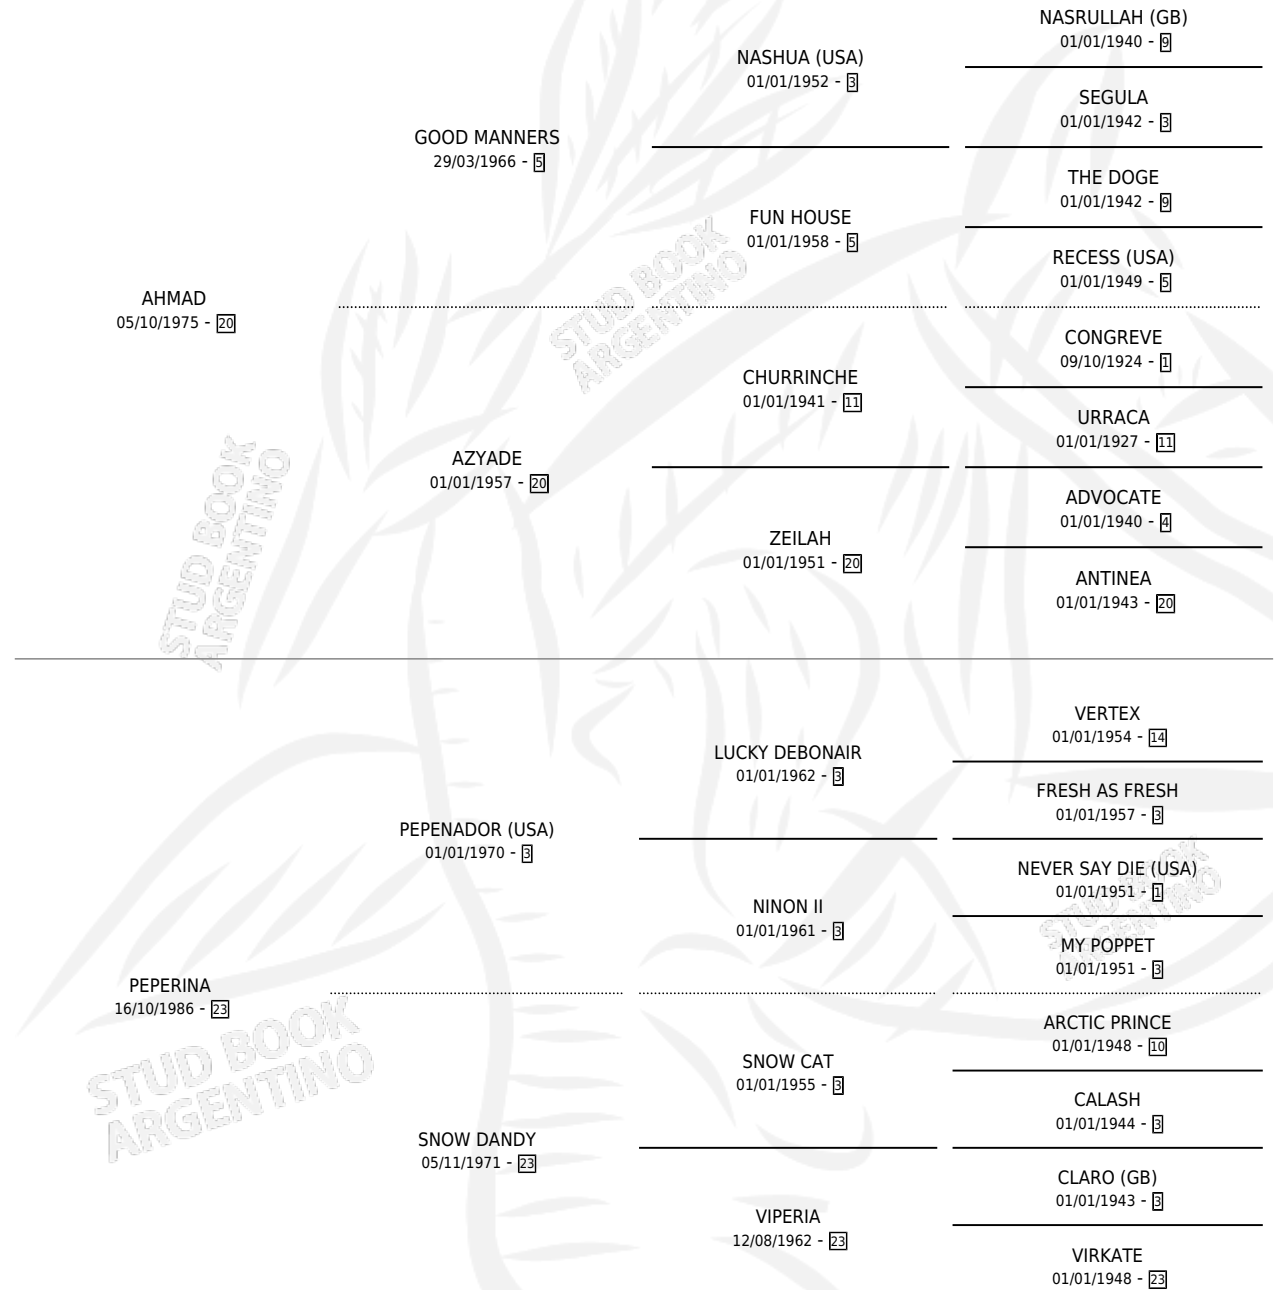 NASRULLAH (GB)
01/01/1940 - 9
NASHUA (USA)
01/01/1952 - 3
SEGULA
01/01/1942 - 3
GOOD MANNERS
29/03/1966 - 5
THE DOGE
01/01/1942 - 9
FUN HOUSE
01/01/1958 - 5
RECESS (USA)
01/01/1949 - 5
AHMAD
05/10/1975 - 20
CONGREVE
09/10/1924 - 1
CHURRINCHE
01/01/1941 - 11
URRACA
01/01/1927 - 11
AZYADE
01/01/1957 - 20
ADVOCATE
01/01/1940 - 4
ZEILAH
01/01/1951 - 20
ANTINEA
01/01/1943 - 20
VERTEX
01/01/1954 - 14
LUCKY DEBONAIR
01/01/1962 - 3
FRESH AS FRESH
01/01/1957 - 3
PEPENADOR (USA)
01/01/1970 - 3
NEVER SAY DIE (USA)
01/01/1951 - 1
NINON II
01/01/1961 - 3
MY POPPET
01/01/1951 - 3
PEPERINA
16/10/1986 - 23
ARCTIC PRINCE
01/01/1948 - 10
SNOW CAT
01/01/1955 - 3
CALASH
01/01/1944 - 3
SNOW DANDY
05/11/1971 - 23
CLARO (GB)
01/01/1943 - 3
VIPERIA
12/08/1962 - 23
VIRKATE
01/01/1948 - 23
STUD BOOK
ARGENTINO
STUD BOOK
ARGENTINO
STUD BOOK
ARGENTINO
STUD BOOK
ARGENTINO